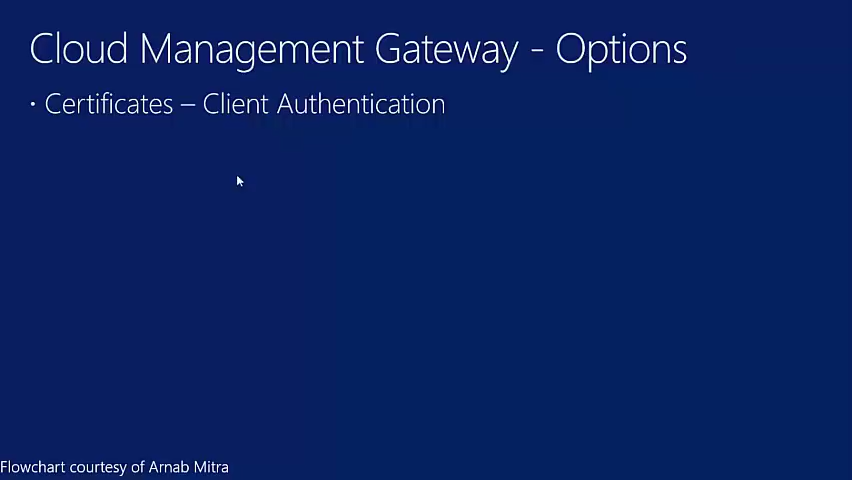 Cloud Management Gateway - Options
• Certificates – Client Authentication
Flowchart courtesy of Arnab Mitra